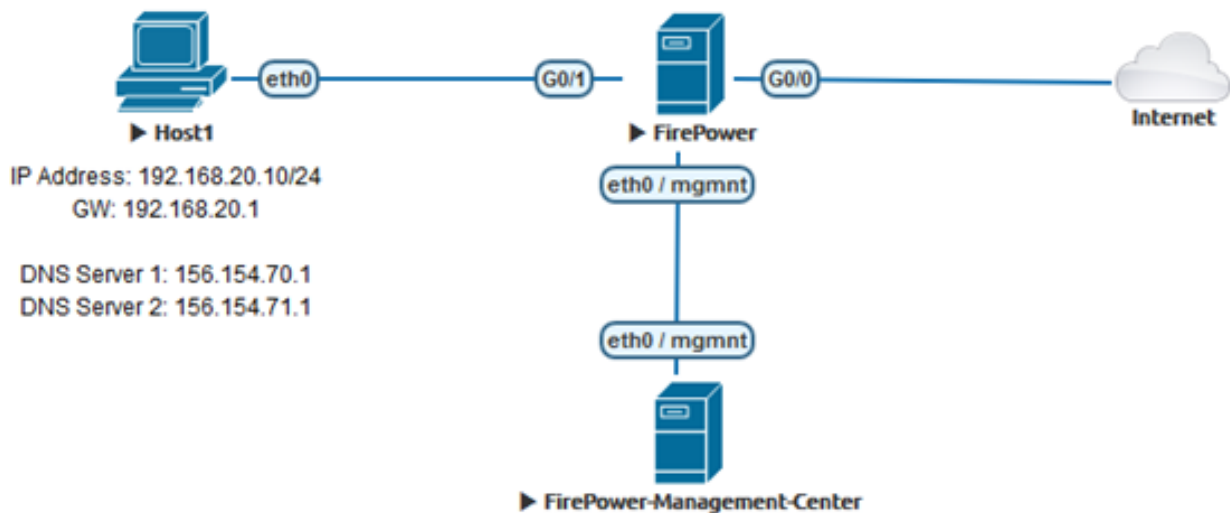 eth0
G0/1
G0/0
▶ Host1
▶ FirePower
Internet
IP Address: 192.168.20.10/24
GW: 192.168.20.1
eth0 / mgmnt
DNS Server 1: 156.154.70.1
DNS Server 2: 156.154.71.1
eth0 / mgmnt
▶ FirePower-Management-Center